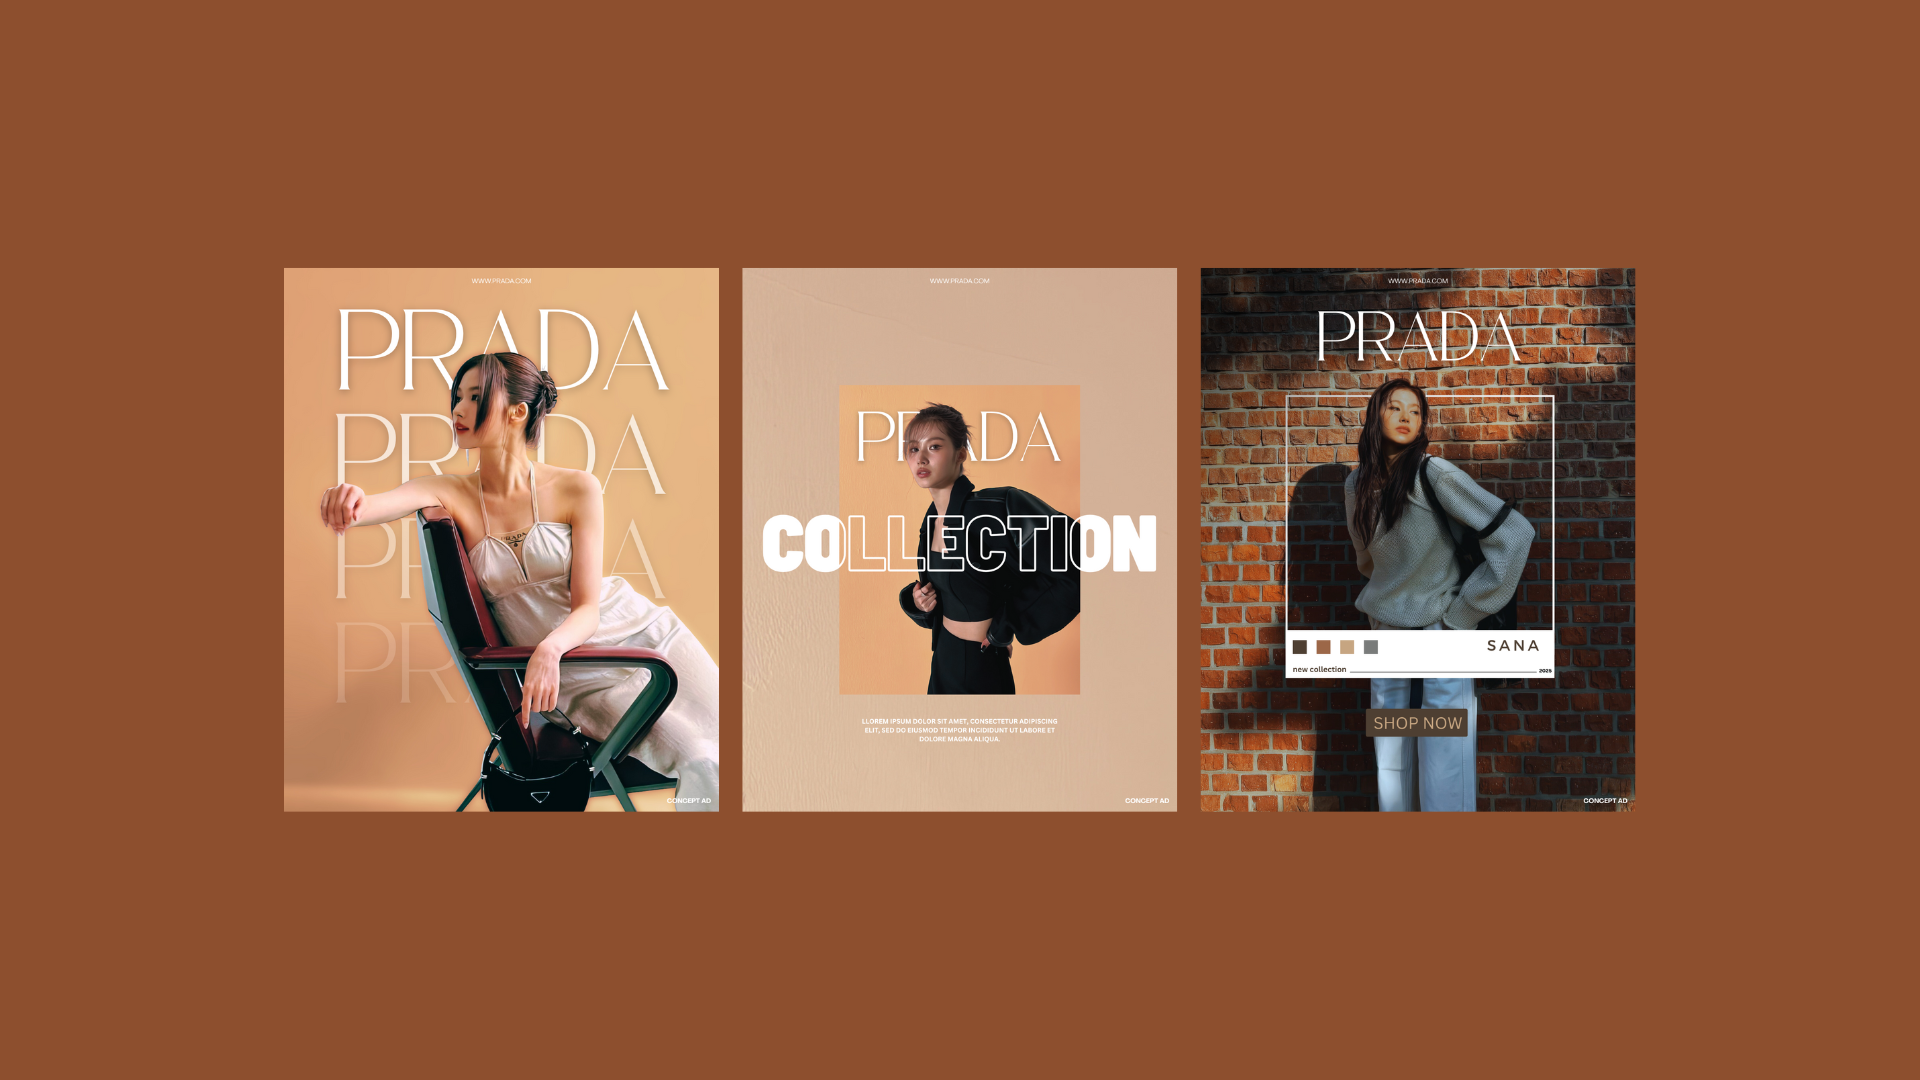 WWW.PRADA.COM
PRADA
PRADA
PRADA
PRA
PRADA
CONCEPT AD
WWW.PRADA.COM
PRADA
COLLECTION
LLOREM IPSUM DOLOR SIT AMET, CONSECTETUR ADIPISCING
ELIT, SED DO EIUSMOD TEMPOR INCIDIDUNT UT LABORE ET
DOLORE MAGNA ALIQUA.
CONCEPT AD
WWW.PRADA.COM
PRADA
SANA
new collection 2025
SHOP NOW
CONCEPT AD